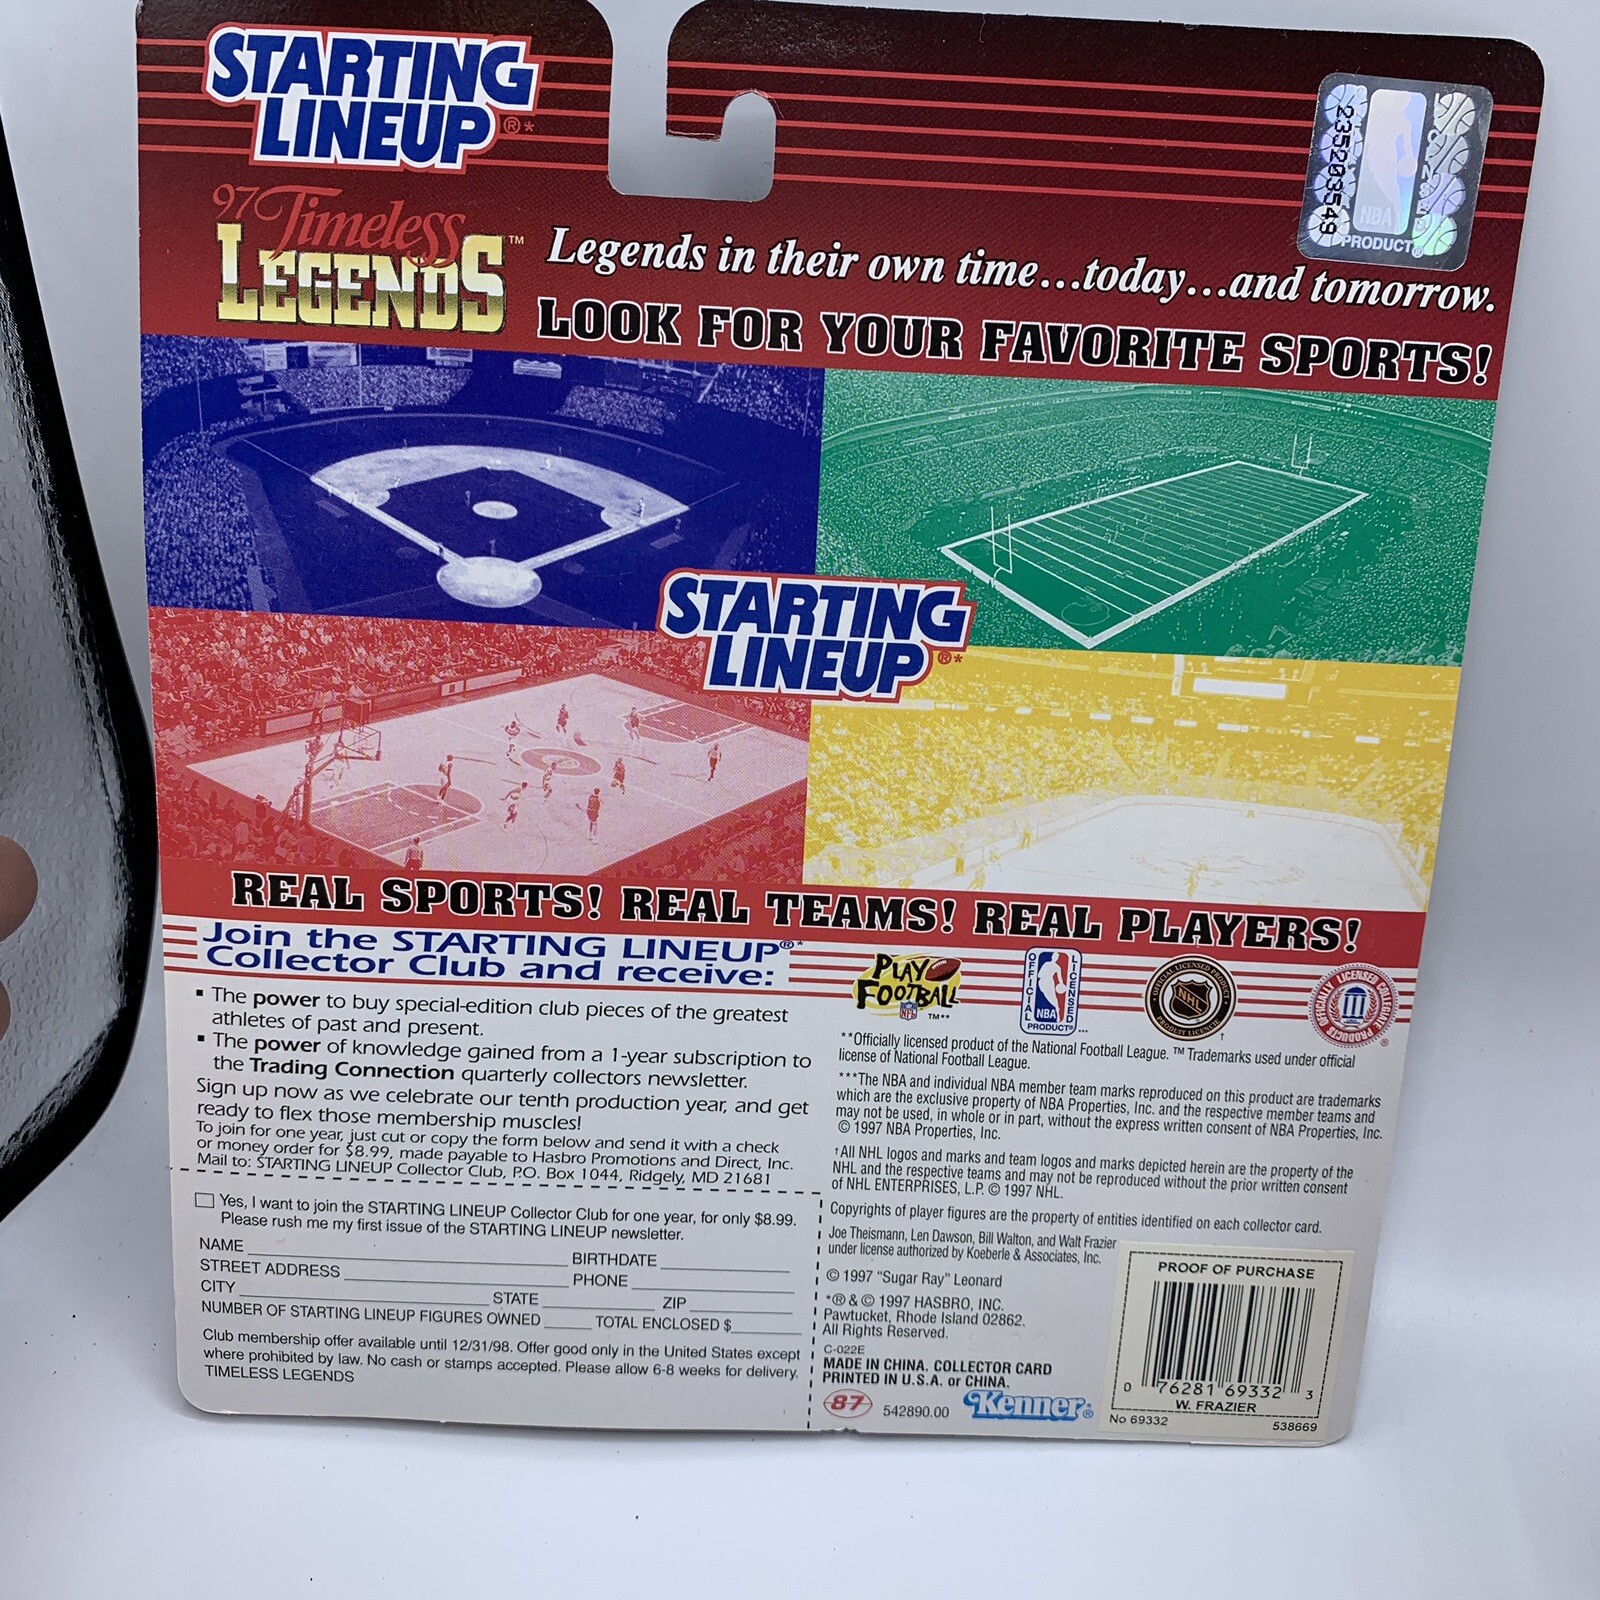 STARTING
LINEUP®*
97 Timeless
LEGENDS™
235203549
NBA
PRODUCT®
Legends in their own time...today...and tomorrow.
LOOK FOR YOUR FAVORITE SPORTS!
STARTING
LINEUP®*
REAL SPORTS! REAL TEAMS! REAL PLAYERS!
Join the STARTING LINEUP®*
Collector Club and receive:
▪ The power to buy special-edition club pieces of the greatest
athletes of past and present.
▪ The power of knowledge gained from a 1-year subscription to
the Trading Connection quarterly collectors newsletter.
Sign up now as we celebrate our tenth production year, and get
ready to flex those membership muscles!
To join for one year, just cut or copy the form below and send it with a check
or money order for $8.99, made payable to Hasbro Promotions and Direct, Inc.
Mail to: STARTING LINEUP Collector Club, P.O. Box 1044, Ridgely, MD 21681
Yes, I want to join the STARTING LINEUP Collector Club for one year, for only $8.99.
Please rush me my first issue of the STARTING LINEUP newsletter.
NAME BIRTHDATE
STREET ADDRESS PHONE
CITY STATE ZIP
NUMBER OF STARTING LINEUP FIGURES OWNED TOTAL ENCLOSED $
Club membership offer available until 12/31/98. Offer good only in the United States except
where prohibited by law. No cash or stamps accepted. Please allow 6-8 weeks for delivery.
TIMELESS LEGENDS
PLAY
FOOTBALL
NFL
TM**
OFFICIAL
LICENSED
NBA
PRODUCT®...
OFFICIAL LICENSED PRODUCT
NHL
†
OFFICIALLY LICENSED COLLEGIATE PRODUCTS
®
**Officially licensed product of the National Football League. ™ Trademarks used under official
license of National Football League.
***The NBA and individual NBA member team marks reproduced on this product are trademarks
which are the exclusive property of NBA Properties, Inc. and the respective member teams and
may not be used, in whole or in part, without the express written consent of NBA Properties, Inc.
© 1997 NBA Properties, Inc.
†All NHL logos and marks and team logos and marks depicted herein are the property of the
NHL and the respective teams and may not be reproduced without the prior written consent
of NHL ENTERPRISES, L.P. © 1997 NHL.
Copyrights of player figures are the property of entities identified on each collector card.
Joe Theismann, Len Dawson, Bill Walton, and Walt Frazier
under license authorized by Koeberle & Associates, Inc.
© 1997 "Sugar Ray" Leonard
*® & © 1997 HASBRO, INC.
Pawtucket, Rhode Island 02862.
All Rights Reserved.
C-022E
MADE IN CHINA. COLLECTOR CARD
PRINTED IN U.S.A. or CHINA.
87 542890.00 Kenner®
PROOF OF PURCHASE
0 76281 69332 3
W. FRAZIER
No 69332 538669